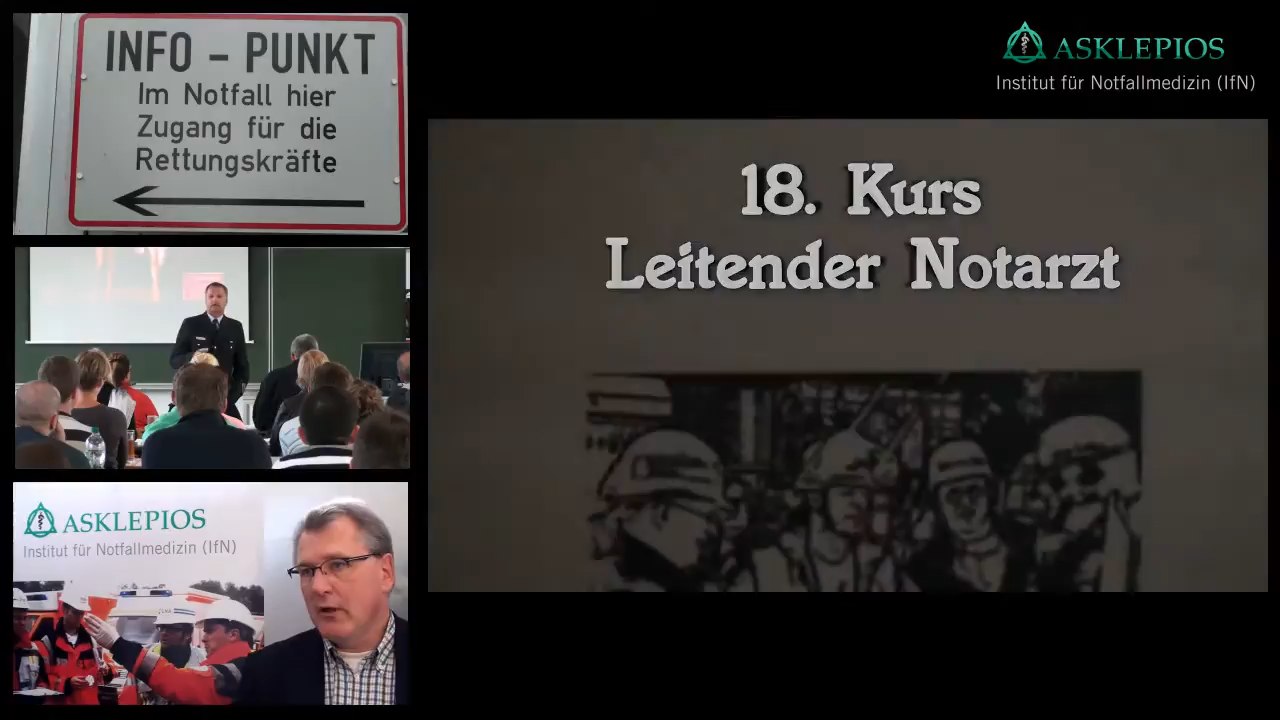 INFO - PUNKT
Im Notfall hier
Zugang für die
Rettungskräfte
ASKLEPIOS
Institut für Notfallmedizin (IfN)
18. Kurs
Leitender Notarzt
ASKLEPIOS
Institut für Notfallmedizin (IfN)